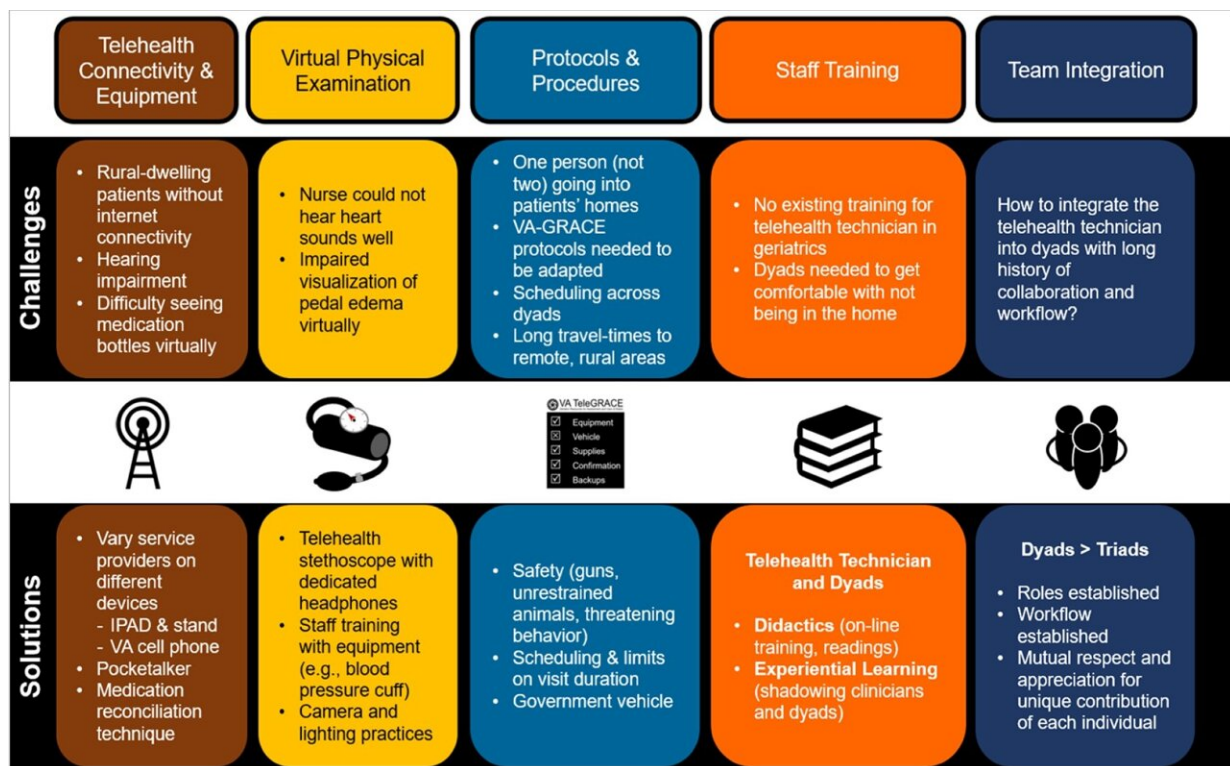 Telehealth
Connectivity &
Equipment
Virtual Physical
Examination
Protocols &
Procedures
Staff Training
Team Integration
Challenges
• Rural-dwelling
patients without
internet
connectivity
• Hearing
impairment
• Difficulty seeing
medication
bottles virtually
• Nurse could not
hear heart
sounds well
• Impaired
visualization of
pedal edema
virtually
• One person (not
two) going into
patients' homes
• VA-GRACE
protocols needed to
be adapted
• Scheduling across
dyads
• Long travel-times to
remote, rural areas
• No existing training for
telehealth technician in
geriatrics
• Dyads needed to get
comfortable with not
being in the home
How to integrate the
telehealth technician
into dyads with long
history of
collaboration and
workflow?
VA TeleGRACE
Equipment
Vehicle
Supplies
Confirmation
Backups
Solutions
• Vary service
providers on
different
devices
- IPAD & stand
- VA cell phone
• Pocketalker
• Medication
reconciliation
technique
• Telehealth
stethoscope with
dedicated
headphones
• Staff training
with equipment
(e.g., blood
pressure cuff)
• Camera and
lighting practices
• Safety (guns,
unrestrained
animals, threatening
behavior)
• Scheduling & limits
on visit duration
• Government vehicle
Telehealth Technician
and Dyads
• Didactics (on-line
training, readings)
• Experiential Learning
(shadowing clinicians
and dyads)
Dyads > Triads
• Roles established
• Workflow
established
• Mutual respect and
appreciation for
unique contribution
of each individual